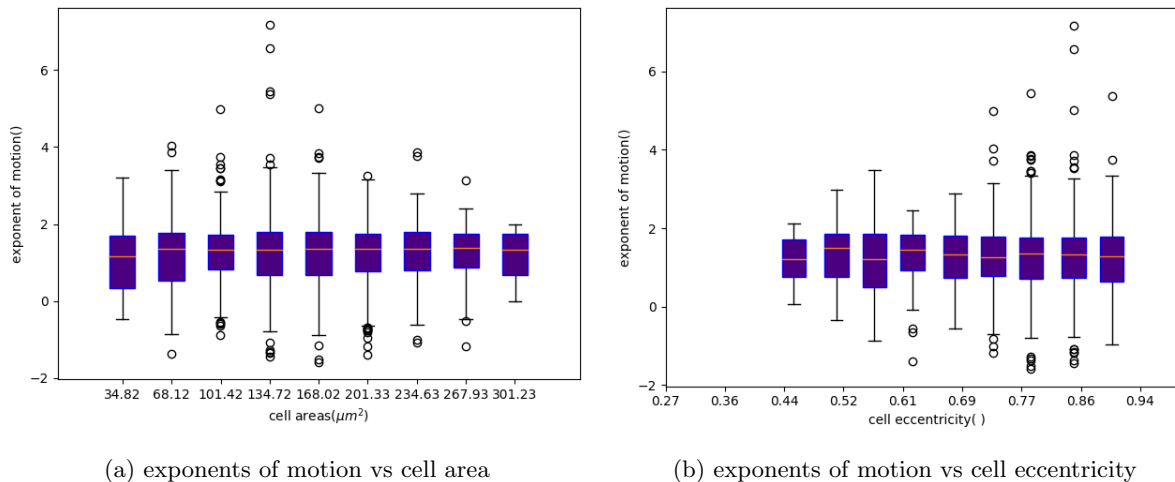 6
4
2
0
−2
exponent of motion()
34.82 68.12 101.42 134.72 168.02 201.33 234.63 267.93 301.23
cell areas(μm²)
(a) exponents of motion vs cell area
6
4
2
0
−2
exponent of motion()
0.27 0.36 0.44 0.52 0.61 0.69 0.77 0.86 0.94
cell eccentricity( )
(b) exponents of motion vs cell eccentricity